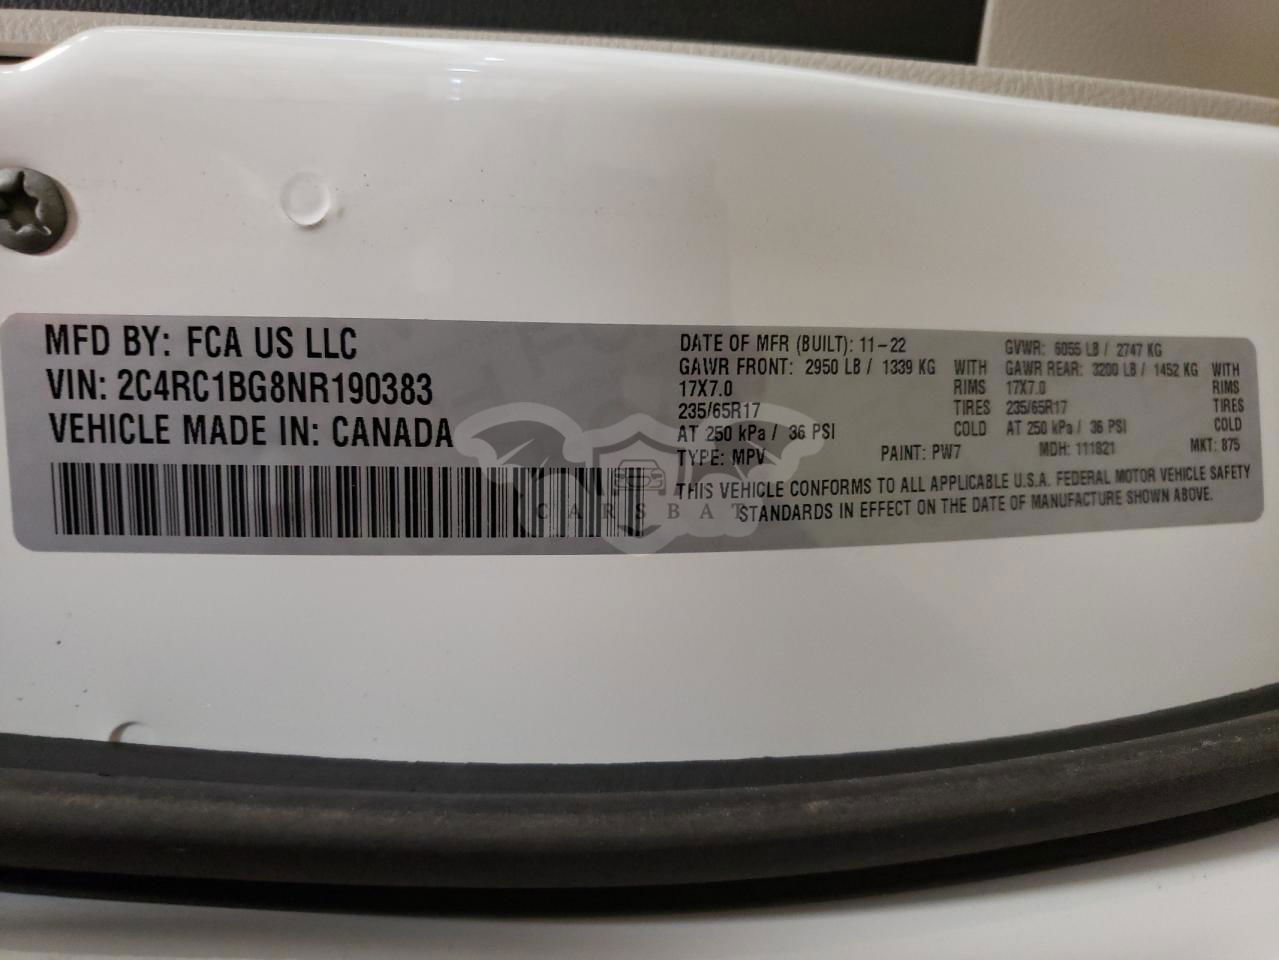 MFD BY: FCA US LLC
VIN: 2C4RC1BG8NR190383
VEHICLE MADE IN: CANADA
DATE OF MFR (BUILT): 11-22 GVWR: 6055 LB / 2747 KG
GAWR FRONT: 2950 LB / 1339 KG WITH GAWR REAR: 3200 LB / 1452 KG WITH
17X7.0 RIMS 17X7.0 RIMS
235/65R17 TIRES 235/65R17 TIRES
AT 250 kPa / 36 PSI COLD AT 250 kPa / 36 PSI COLD
TYPE: MPV PAINT: PW7 MDH: 111821 MKT: 875
THIS VEHICLE CONFORMS TO ALL APPLICABLE U.S.A. FEDERAL MOTOR VEHICLE SAFETY
STANDARDS IN EFFECT ON THE DATE OF MANUFACTURE SHOWN ABOVE.
CARSBAT